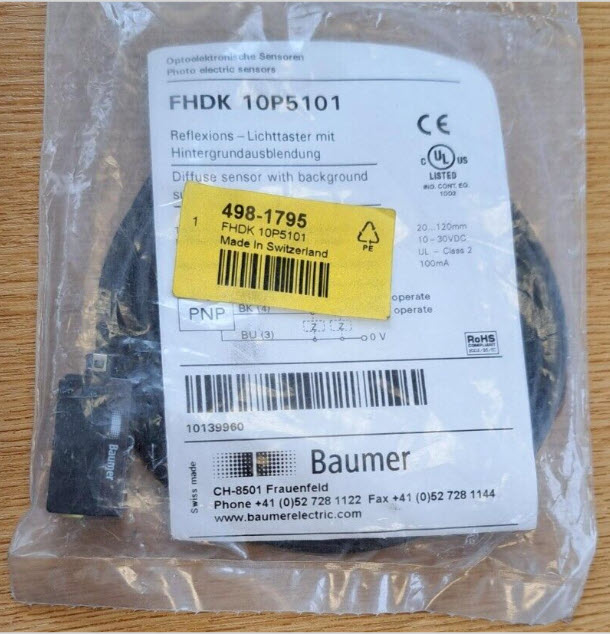 Optoelektronische Sensoren
Photo electric sensors
FHDK 10P5101
Reflexions - Lichttaster mit
Hintergrundausblendung
Diffuse sensor with background
CE
C UL US
LISTED
IND. CONT. EQ.
1
498-1795
FHDK 10P5101
Made In Switzerland
PE
20...120mm
10 - 30VDC
UL - Class 2
100mA
operate
operate
PNP
BK (4)
Z
Z
BU (3)
0 V
RoHS
COMPLIANT
10139960
Baumer
Swiss made
Baumer
CH-8501 Frauenfeld
Phone +41 (0)52 728 1122 Fax +41 (0)52 728 1144
www.baumerelectric.com